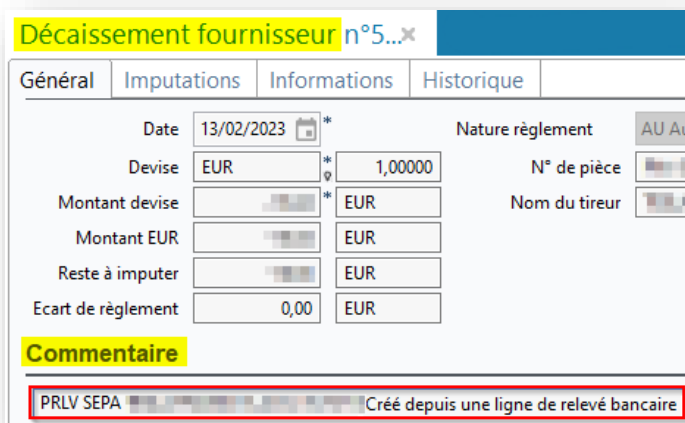 Décaissement fournisseur n°5...
Général Imputations Informations Historique
Date 13/02/2023 * Nature règlement AU Au
Devise EUR * 1,00000 N° de pièce
Montant devise * EUR Nom du tireur
Montant EUR EUR
Reste à imputer EUR
Ecart de règlement 0,00 EUR
Commentaire
PRLV SEPA Créé depuis une ligne de relevé bancaire